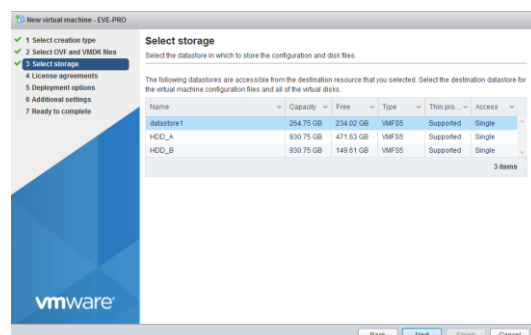 New virtual machine - EVE-PRO
1 Select creation type
2 Select OVF and VMDK files
3 Select storage
4 License agreements
5 Deployment options
6 Additional settings
7 Ready to complete
Select storage
Select the datastore in which to store the configuration and disk files.
The following datastores are accessible from the destination resource that you selected. Select the destination datastore for
the virtual machine configuration files and all of the virtual disks.
Name Capacity Free Type Thin pro... Access
datastore1 264.75 GB 234.02 GB VMFS5 Supported Single
HDD_A 930.75 GB 471.63 GB VMFS5 Supported Single
HDD_B 930.75 GB 149.61 GB VMFS5 Supported Single
3 items
vmware
Back Next Finish Cancel